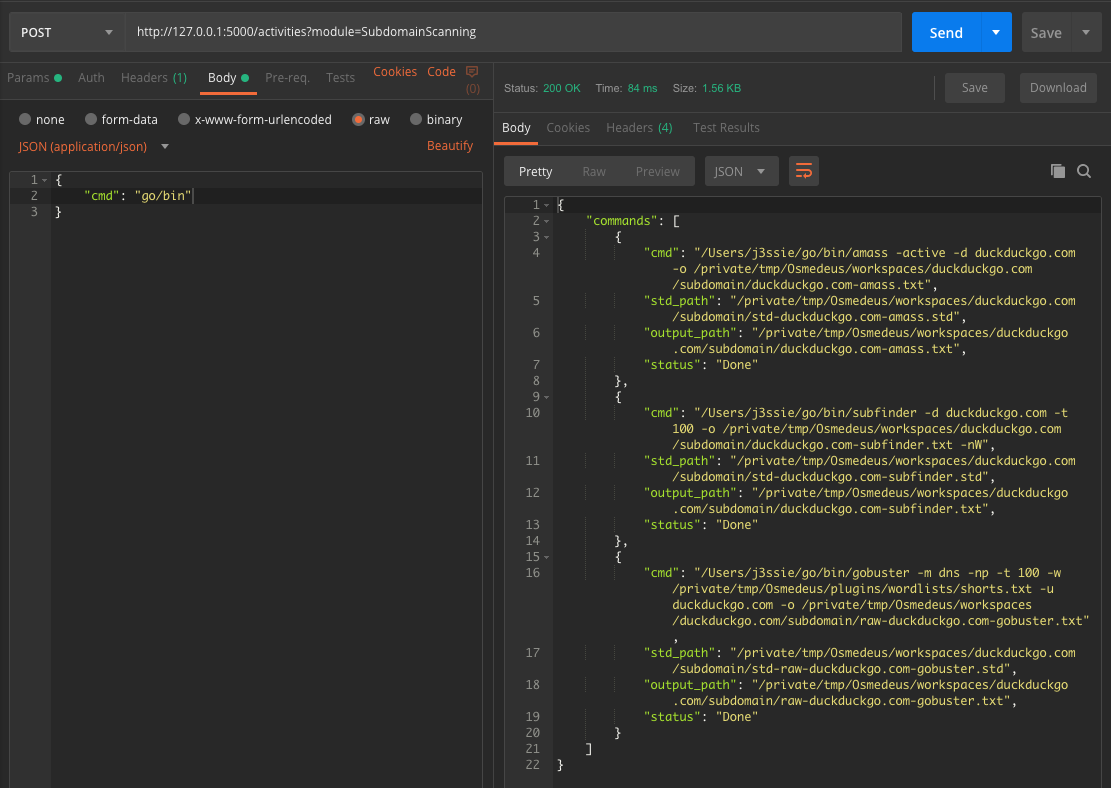 POST
http://127.0.0.1:5000/activities?module=SubdomainScanning
Send
Save
Params
Auth
Headers (1)
Body
Pre-req.
Tests
Cookies
Code
(0)
none
form-data
x-www-form-urlencoded
raw
binary
JSON (application/json)
Beautify
1 {
2 "cmd": "go/bin"
3 }
Status: 200 OK Time: 84 ms Size: 1.56 KB
Save
Download
Body
Cookies
Headers (4)
Test Results
Pretty
Raw
Preview
JSON
1 {
2 "commands": [
3 {
4 "cmd": "/Users/j3ssie/go/bin/amass -active -d duckduckgo.com
-o /private/tmp/Osmedeus/workspaces/duckduckgo.com
/subdomain/duckduckgo.com-amass.txt",
5 "std_path": "/private/tmp/Osmedeus/workspaces/duckduckgo.com
/subdomain/std-duckduckgo.com-amass.std",
6 "output_path": "/private/tmp/Osmedeus/workspaces/duckduckgo
.com/subdomain/duckduckgo.com-amass.txt",
7 "status": "Done"
8 },
9 {
10 "cmd": "/Users/j3ssie/go/bin/subfinder -d duckduckgo.com -t
100 -o /private/tmp/Osmedeus/workspaces/duckduckgo.com
/subdomain/duckduckgo.com-subfinder.txt -nW",
11 "std_path": "/private/tmp/Osmedeus/workspaces/duckduckgo.com
/subdomain/std-duckduckgo.com-subfinder.std",
12 "output_path": "/private/tmp/Osmedeus/workspaces/duckduckgo
.com/subdomain/duckduckgo.com-subfinder.txt",
13 "status": "Done"
14 },
15 {
16 "cmd": "/Users/j3ssie/go/bin/gobuster -m dns -np -t 100 -w
/private/tmp/Osmedeus/plugins/wordlists/shorts.txt -u
duckduckgo.com -o /private/tmp/Osmedeus/workspaces
/duckduckgo.com/subdomain/raw-duckduckgo.com-gobuster.txt"
,
17 "std_path": "/private/tmp/Osmedeus/workspaces/duckduckgo.com
/subdomain/std-raw-duckduckgo.com-gobuster.std",
18 "output_path": "/private/tmp/Osmedeus/workspaces/duckduckgo
.com/subdomain/raw-duckduckgo.com-gobuster.txt",
19 "status": "Done"
20 }
21 ]
22 }